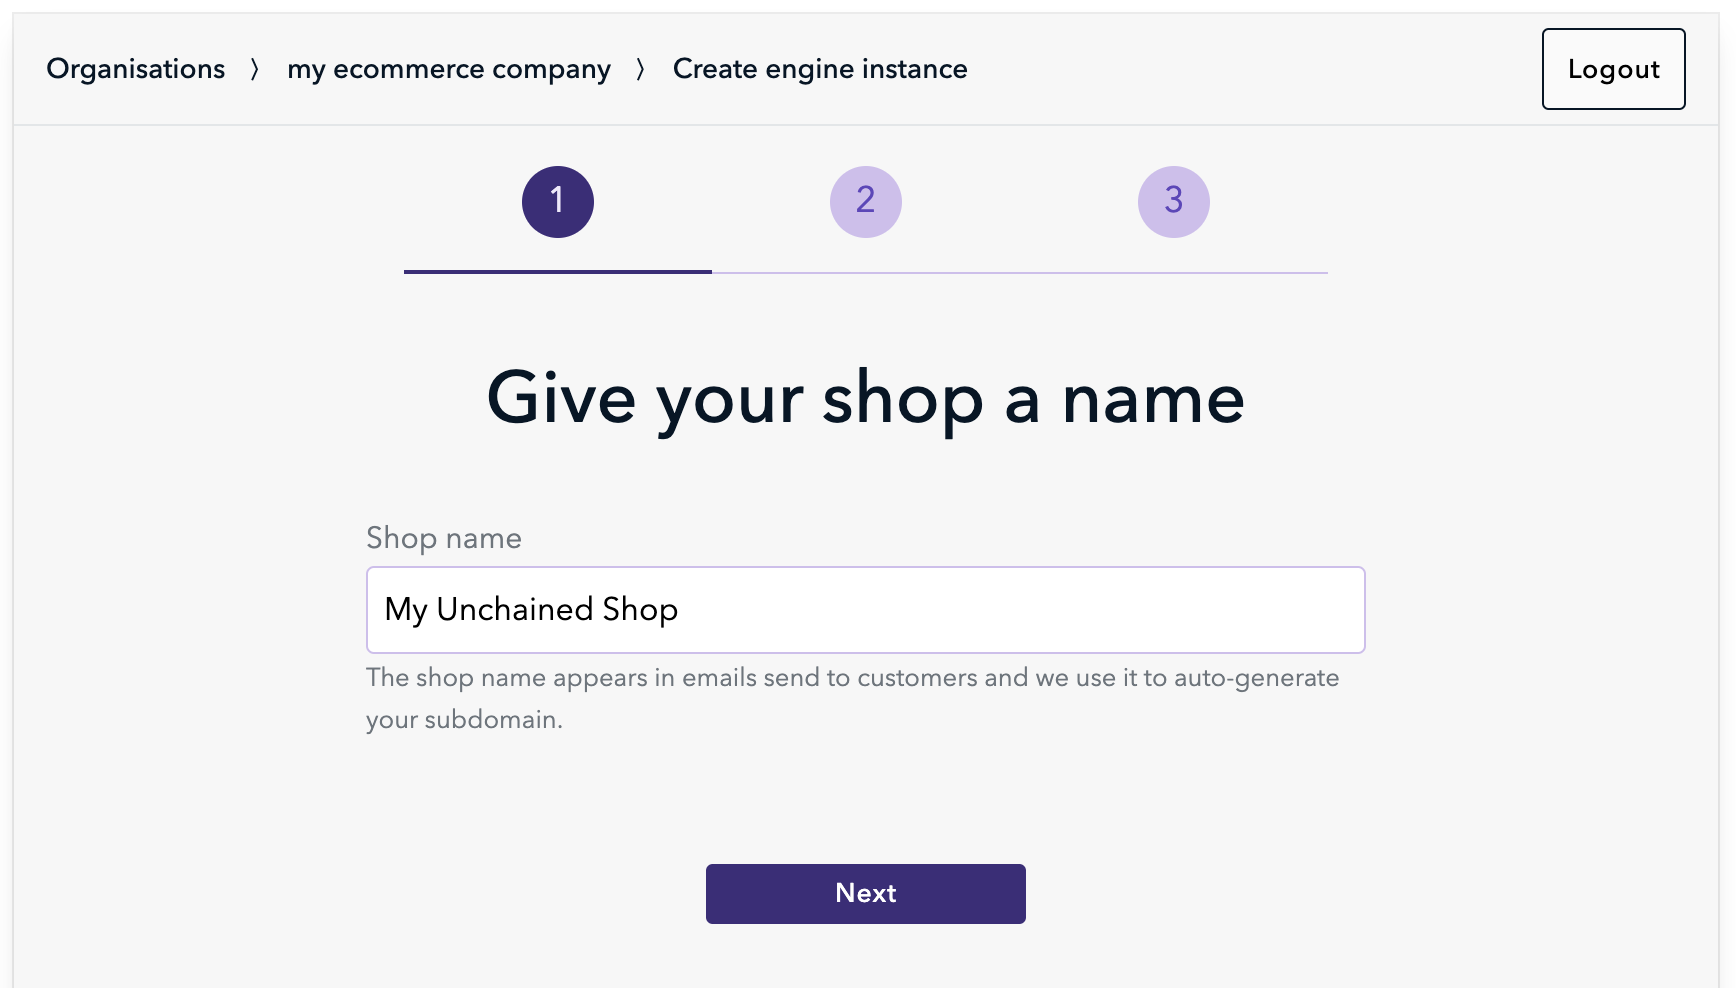 Organisations 〉 my ecommerce company 〉 Create engine instance
Logout
1 2 3
Give your shop a name
Shop name
My Unchained Shop
The shop name appears in emails send to customers and we use it to auto-generate
your subdomain.
Next